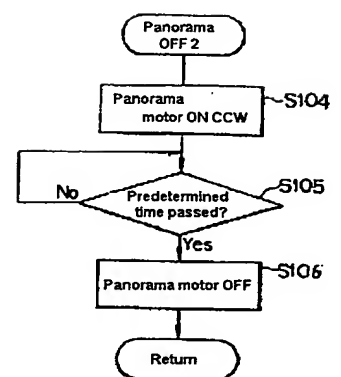 Panorama
OFF 2
Panorama
motor ON CCW
S104
No
Predetermined
time passed?
S105
Yes
Panorama motor OFF
S106
Return